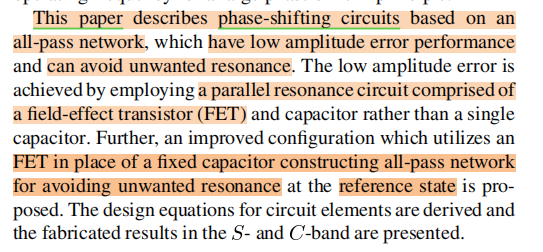 This paper describes phase-shifting circuits based on an
all-pass network, which have low amplitude error performance
and can avoid unwanted resonance. The low amplitude error is
achieved by employing a parallel resonance circuit comprised of
a field-effect transistor (FET) and capacitor rather than a single
capacitor. Further, an improved configuration which utilizes an
FET in place of a fixed capacitor constructing all-pass network
for avoiding unwanted resonance at the reference state is pro-
posed. The design equations for circuit elements are derived and
the fabricated results in the S- and C-band are presented.